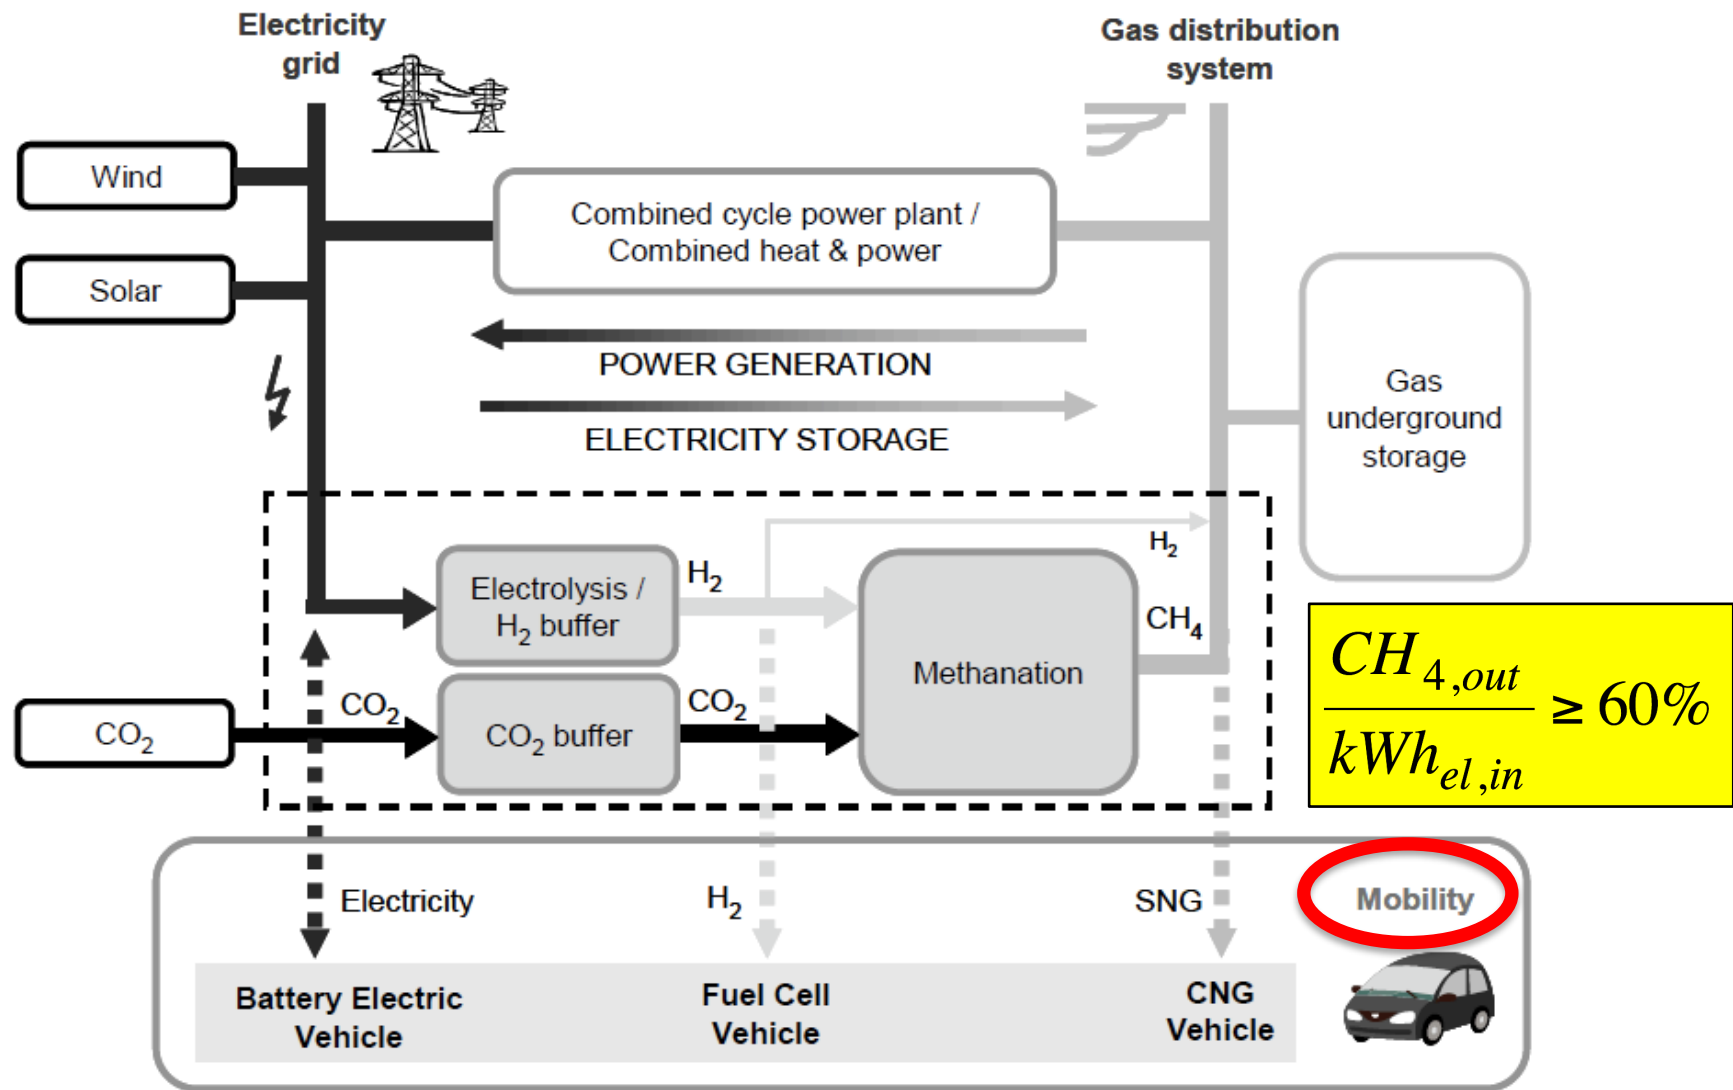 Electricity
grid
Gas distribution
system
Wind
Combined cycle power plant /
Combined heat & power
Solar
POWER GENERATION
ELECTRICITY STORAGE
Gas
underground
storage
H₂
Electrolysis /
H₂ buffer
H₂
CH₄
Methanation
CO₂
CO₂
CO₂ buffer
CO₂
CH₄,out
kWhel,in
≥ 60%
Electricity
H₂
SNG
Mobility
Battery Electric
Vehicle
Fuel Cell
Vehicle
CNG
Vehicle